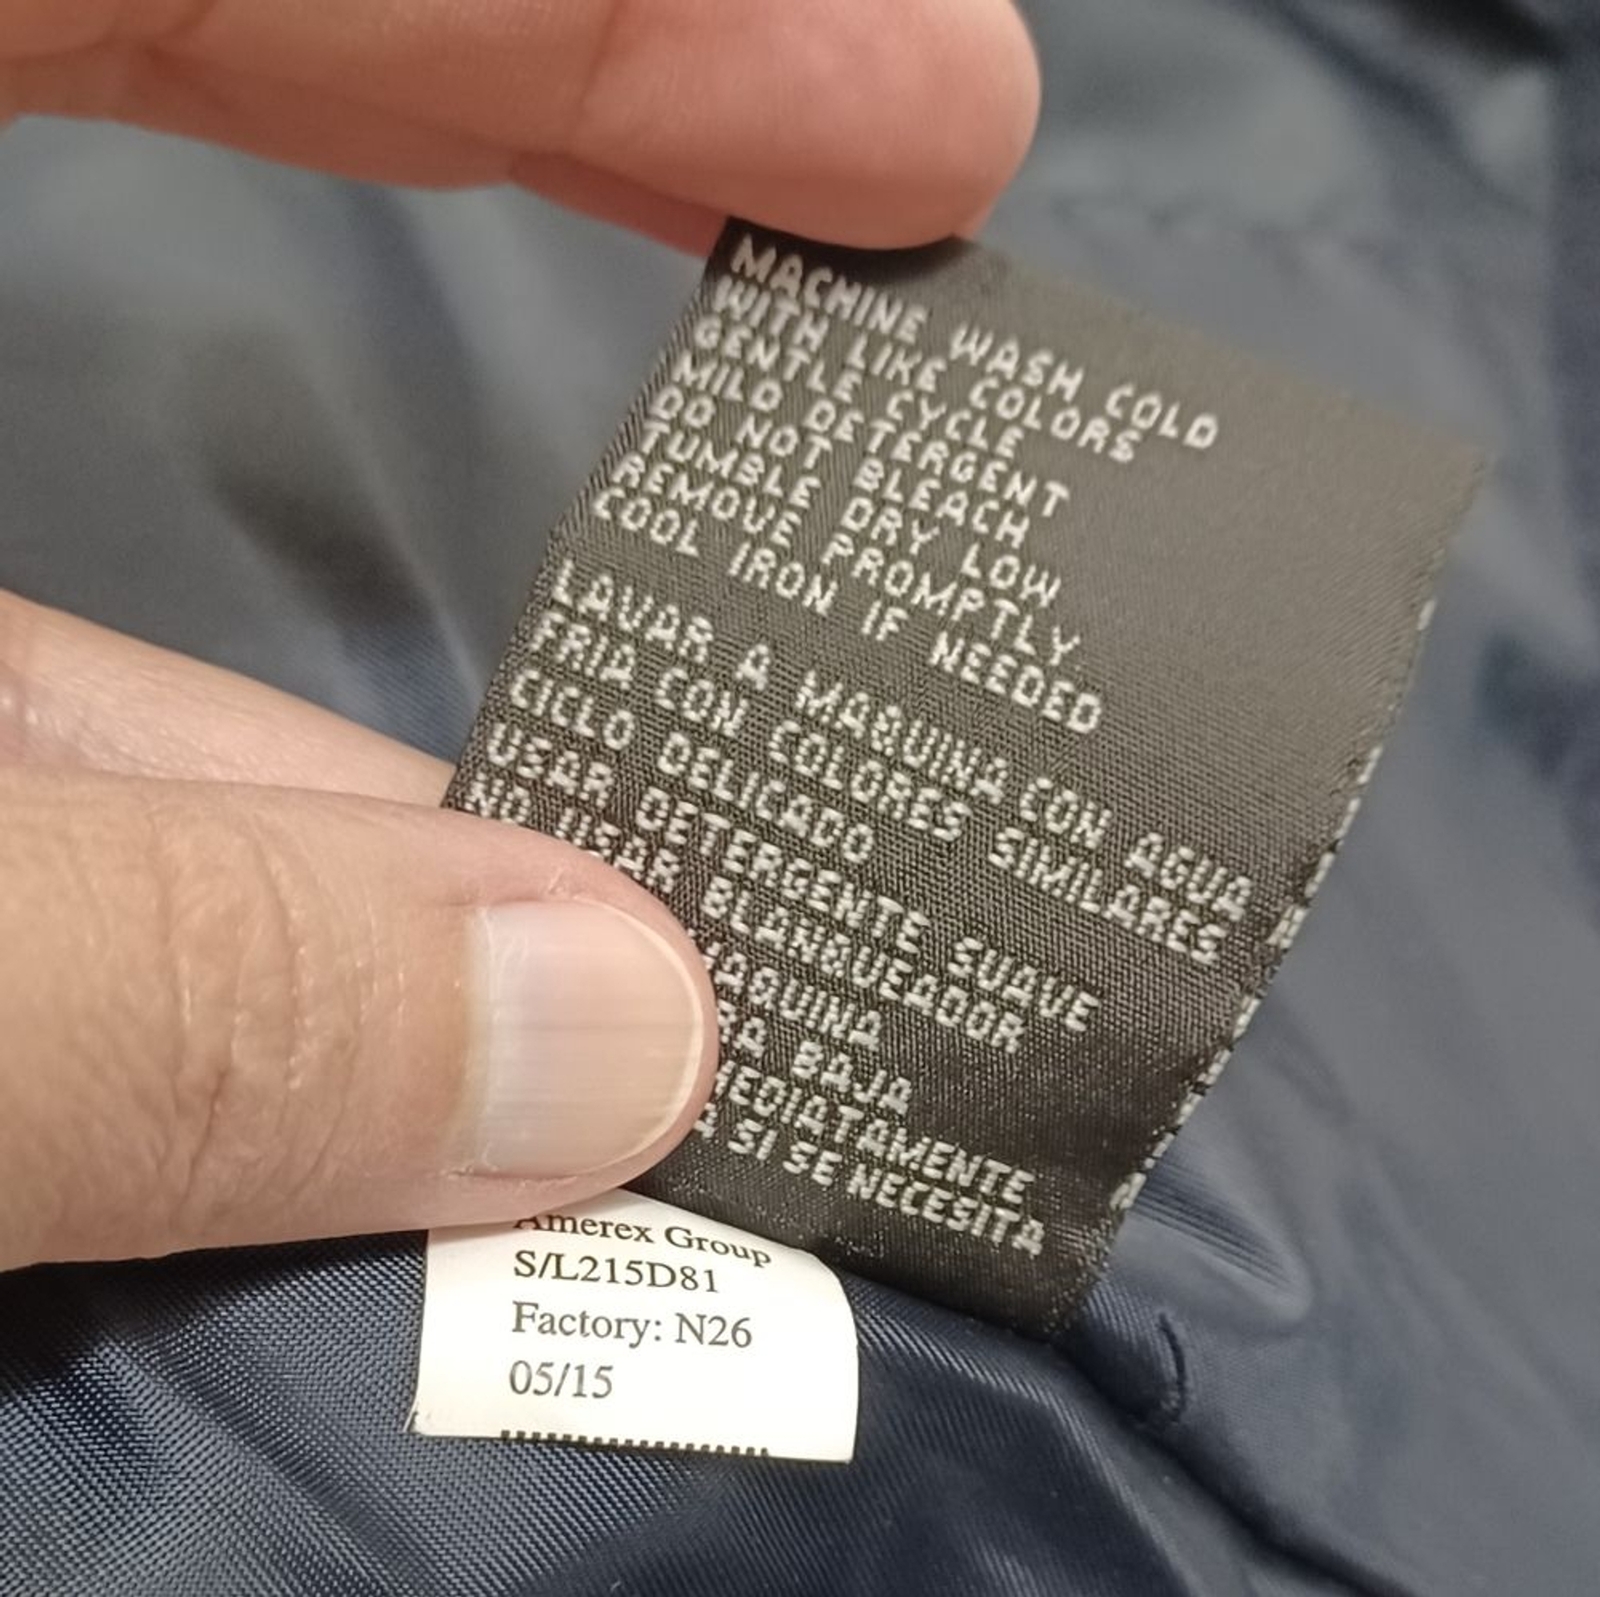 MACHINE WASH COLD
WITH LIKE COLORS
GENTLE CYCLE
MILD DETERGENT
DO NOT BLEACH
TUMBLE DRY LOW
REMOVE PROMPTLY.
COOL IRON IF NEEDED
LAVAR A MAQUINA CON AGUA
FRIA CON COLORES SIMILARES
CICLO DELICADO
USAR DETERGENTE SUAVE
NO USAR BLANQUEADOR
MAQUINA
BAJA
SI SE NECESITA
Amerex Group
S/L215D81
Factory: N26
05/15